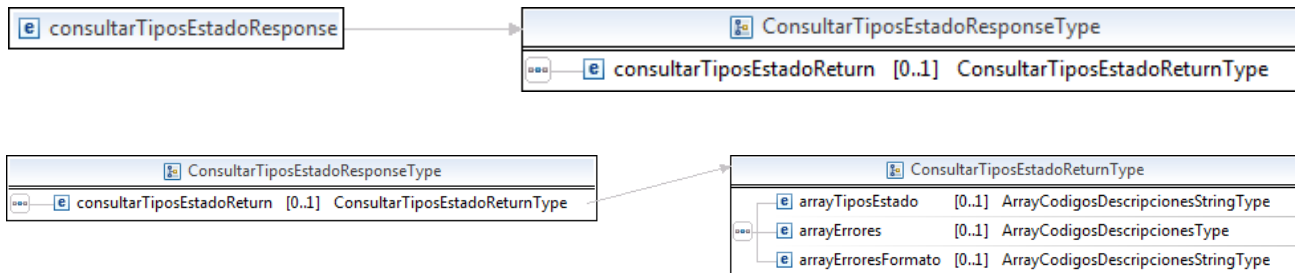 e consultarTiposEstadoResponse
ConsultarTiposEstadoResponseType
e consultarTiposEstadoReturn [0..1] ConsultarTiposEstadoReturnType
ConsultarTiposEstadoResponseType
e consultarTiposEstadoReturn [0..1] ConsultarTiposEstadoReturnType
ConsultarTiposEstadoReturnType
e arrayTiposEstado [0..1] ArrayCodigosDescripcionesStringType
e arrayErrores [0..1] ArrayCodigosDescripcionesType
e arrayErroresFormato [0..1] ArrayCodigosDescripcionesStringType